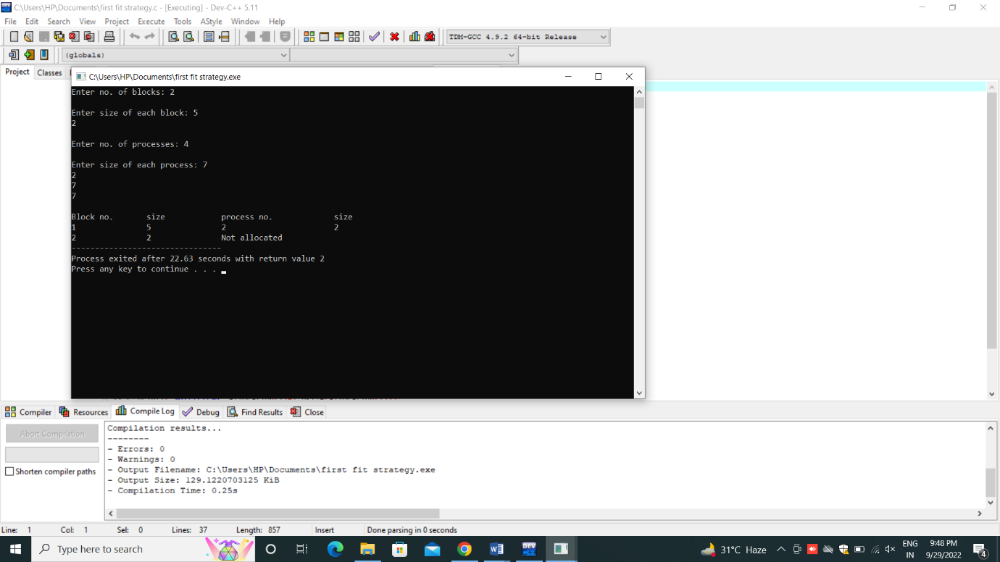 C:\Users\HP\Documents\first fit strategy.c - [Executing] - Dev-C++ 5.11
File Edit Search View Project Execute Tools AStyle Window Help
TDM-GCC 4.9.2 64-bit Release
(globals)
Project Classes
C:\Users\HP\Documents\first fit strategy.exe
Enter no. of blocks: 2
Enter size of each block: 5
2
Enter no. of processes: 4
Enter size of each process: 7
2
7
7
Block no. size process no. size
1 5 2 2
2 2 Not allocated
--------------------------------
Process exited after 22.63 seconds with return value 2
Press any key to continue . . .
Compiler Resources Compile Log Debug Find Results Close
Abort Compilation
Shorten compiler paths
Compilation results...
--------
- Errors: 0
- Warnings: 0
- Output Filename: C:\Users\HP\Documents\first fit strategy.exe
- Output Size: 129.1220703125 KiB
- Compilation Time: 0.25s
Line: 1 Col: 1 Sel: 0 Lines: 37 Length: 857 Insert Done parsing in 0 seconds
Type here to search
DEV
31°C Haze
ENG
IN
9:48 PM
9/29/2022
4